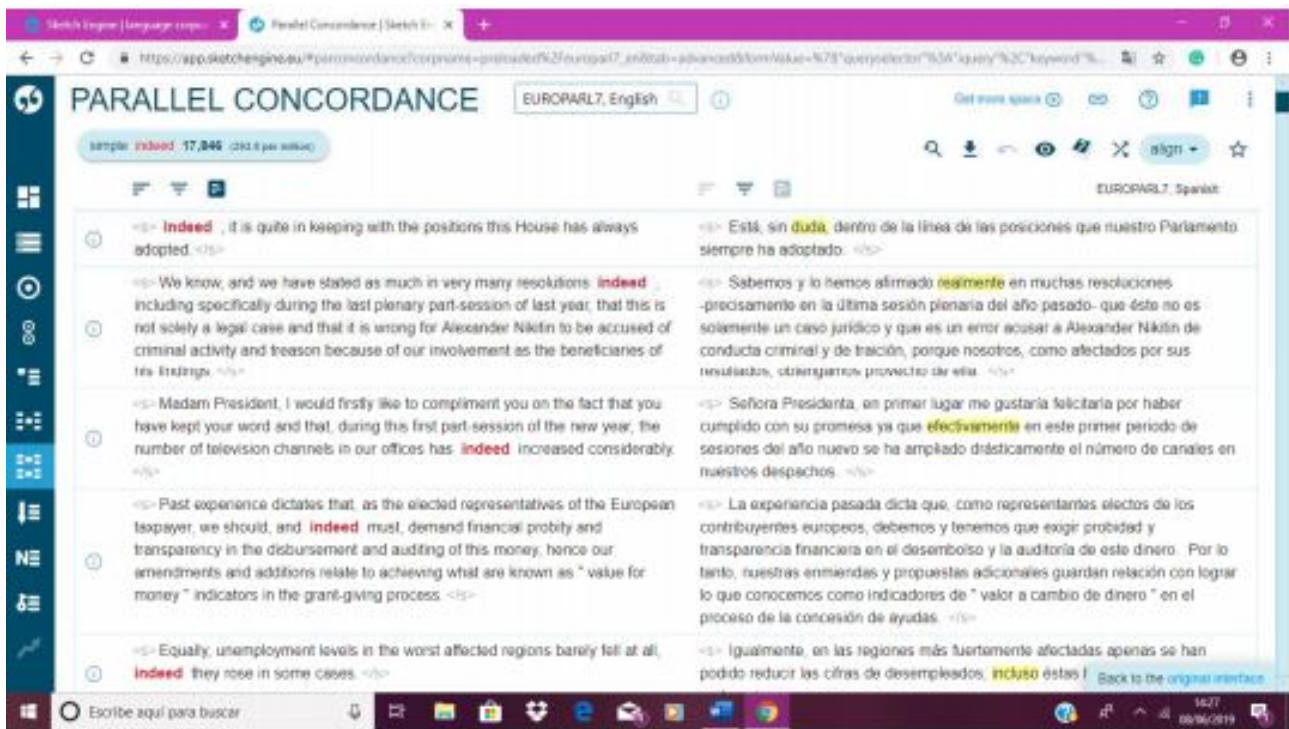 Sketch Engine | language corpu
Parallel Concordance | Sketch En
PARALLEL CONCORDANCE
EUROPARL7, English
Get more space
simple indeed 17,846
align
EUROPARL7, Spanish
<s> Indeed , it is quite in keeping with the positions this House has always
adopted. </s>
<s> Está, sin duda, dentro de la línea de las posiciones que nuestro Parlamento
siempre ha adoptado. </s>
<s> We know, and we have stated as much in very many resolutions indeed ,
including specifically during the last plenary part-session of last year, that this is
not solely a legal case and that it is wrong for Alexander Nikitin to be accused of
criminal activity and treason because of our involvement as the beneficiaries of
his findings. </s>
<s> Sabemos y lo hemos afirmado realmente en muchas resoluciones
-precisamente en la última sesión plenaria del año pasado- que éste no es
solamente un caso jurídico y que es un error acusar a Alexander Nikitin de
conducta criminal y de traición, porque nosotros, como afectados por sus
resultados, obtengamos provecho de ella. </s>
<s> Madam President, I would firstly like to compliment you on the fact that you
have kept your word and that, during this first part-session of the new year, the
number of television channels in our offices has indeed increased considerably.
</s>
<s> Señora Presidenta, en primer lugar me gustaría felicitarla por haber
cumplido con su promesa ya que efectivamente en este primer periodo de
sesiones del año nuevo se ha ampliado drásticamente el número de canales en
nuestros despachos. </s>
<s> Past experience dictates that, as the elected representatives of the European
taxpayer, we should, and indeed must, demand financial probity and
transparency in the disbursement and auditing of this money, hence our
amendments and additions relate to achieving what are known as " value for
money " indicators in the grant-giving process. </s>
<s> La experiencia pasada dicta que, como representantes electos de los
contribuyentes europeos, debemos y tenemos que exigir probidad y
transparencia financiera en el desembolso y la auditoría de este dinero. Por lo
tanto, nuestras enmiendas y propuestas adicionales guardan relación con lograr
lo que conocemos como indicadores de " valor a cambio de dinero " en el
proceso de la concesión de ayudas. </s>
<s> Equally, unemployment levels in the worst affected regions barely fell at all,
indeed they rose in some cases. </s>
<s> Igualmente, en las regiones más fuertemente afectadas apenas se han
podido reducir las cifras de desempleados, incluso éstas
Back to the original interface
Escribe aquí para buscar
14:27
08/06/2019